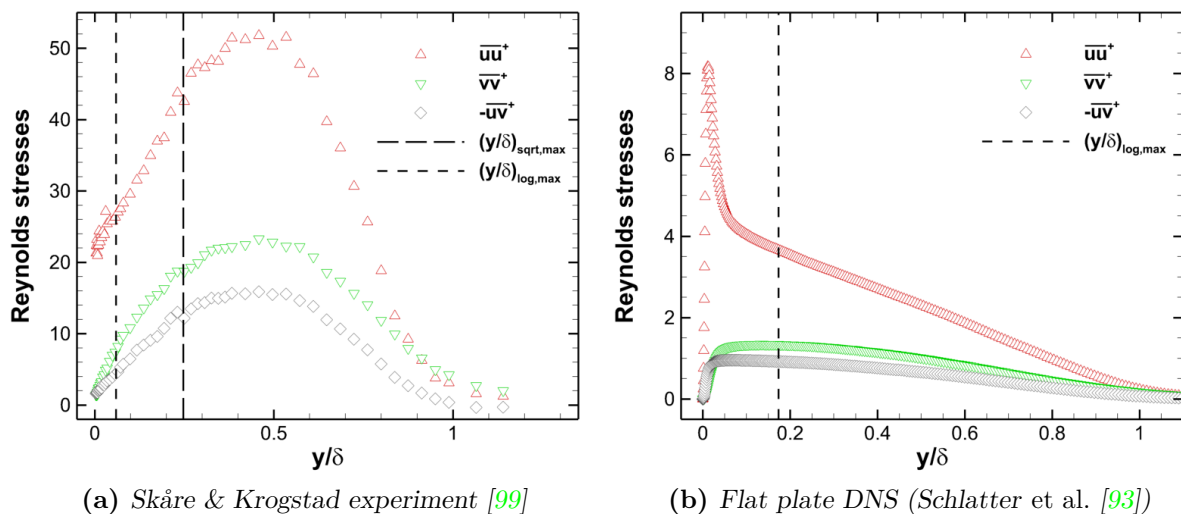 (a)
Reynolds stresses
50
40
30
20
10
0
0
0.5
1
y/δ
uu⁺
vv⁺
-uv⁺
(y/δ)sqrt,max
(y/δ)log,max
(a) Skåre & Krogstad experiment [99]
(b)
Reynolds stresses
8
6
4
2
0
0
0.2
0.4
0.6
0.8
1
y/δ
uu⁺
vv⁺
-uv⁺
(y/δ)log,max
(b) Flat plate DNS (Schlatter et al. [93])